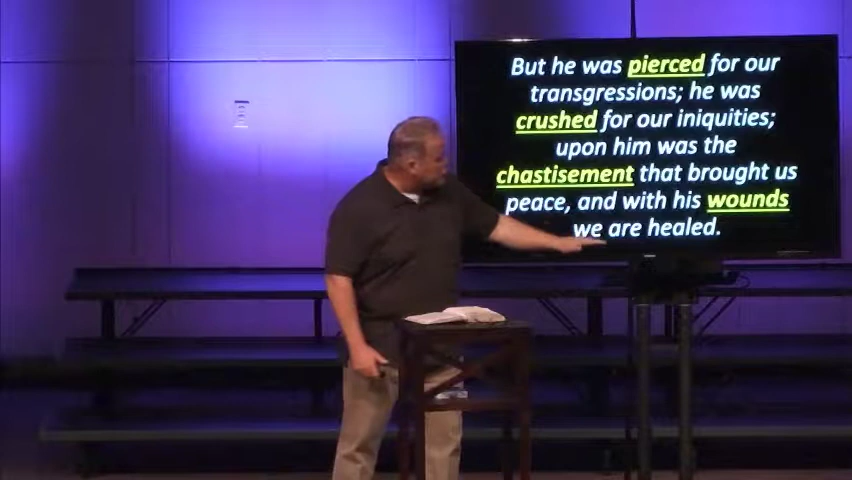 But he was pierced for our
transgressions; he was
crushed for our iniquities;
upon him was the
chastisement that brought us
peace, and with his wounds
we are healed.